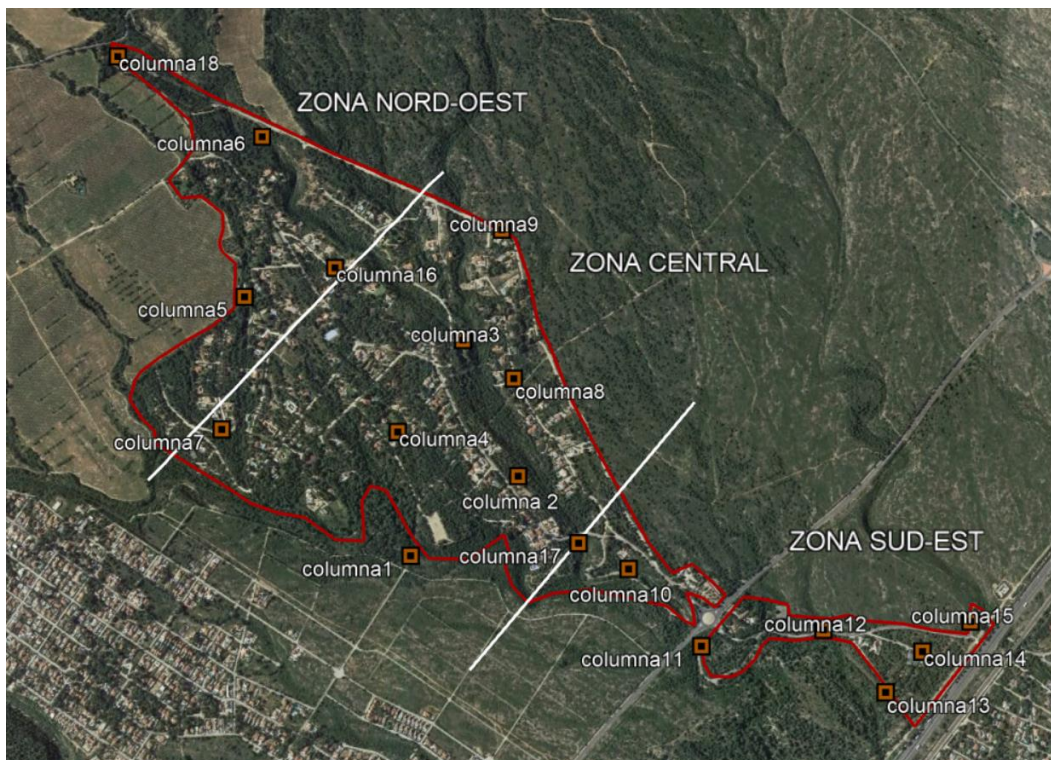 columna18
ZONA NORD-OEST
columna6
columna9
ZONA CENTRAL
columna16
columna5
columna3
columna8
columna7
columna4
columna 2
ZONA SUD-EST
columna17
columna1
columna10
columna15
columna12
columna11
columna14
columna13